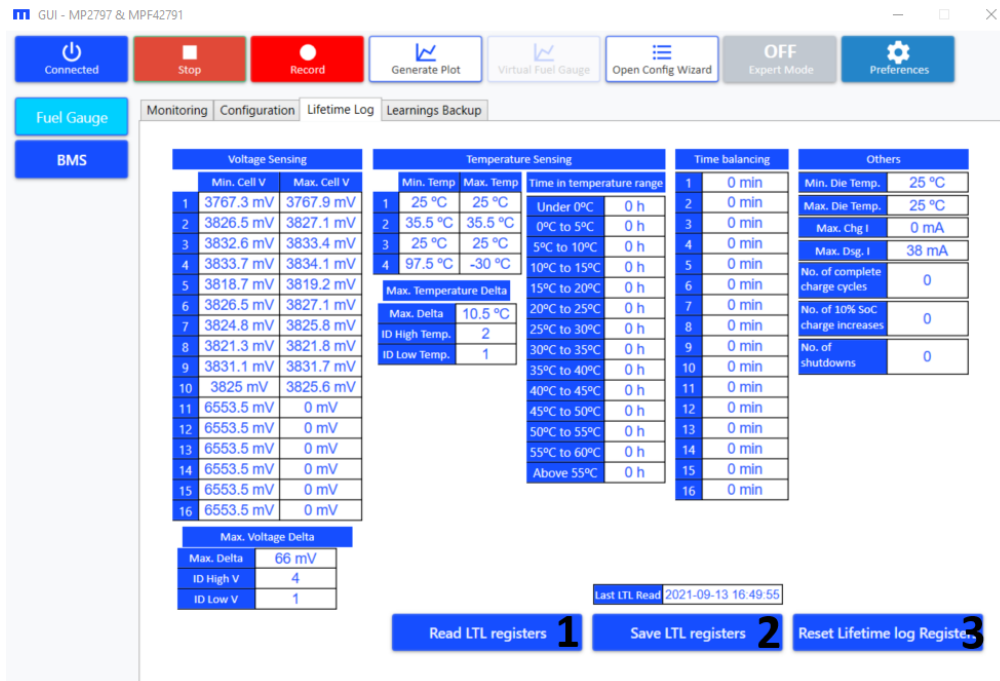 m GUI - MP2797 & MPF42791
Connected
Stop
Record
Generate Plot
Virtual Fuel Gauge
Open Config Wizard
OFF
Expert Mode
Preferences
Fuel Gauge
BMS
Monitoring Configuration Lifetime Log Learnings Backup
Voltage Sensing
Min. Cell V Max. Cell V
1 3767.3 mV 3767.9 mV
2 3826.5 mV 3827.1 mV
3 3832.6 mV 3833.4 mV
4 3833.7 mV 3834.1 mV
5 3818.7 mV 3819.2 mV
6 3826.5 mV 3827.1 mV
7 3824.8 mV 3825.8 mV
8 3821.3 mV 3821.8 mV
9 3831.1 mV 3831.7 mV
10 3825 mV 3825.6 mV
11 6553.5 mV 0 mV
12 6553.5 mV 0 mV
13 6553.5 mV 0 mV
14 6553.5 mV 0 mV
15 6553.5 mV 0 mV
16 6553.5 mV 0 mV
Max. Voltage Delta
Max. Delta 66 mV
ID High V 4
ID Low V 1
Temperature Sensing
Min. Temp Max. Temp
1 25 ºC 25 ºC
2 35.5 ºC 35.5 ºC
3 25 ºC 25 ºC
4 97.5 ºC -30 ºC
Max. Temperature Delta
Max. Delta 10.5 ºC
ID High Temp. 2
ID Low Temp. 1
Time in temperature range
Under 0ºC 0 h
0ºC to 5ºC 0 h
5ºC to 10ºC 0 h
10ºC to 15ºC 0 h
15ºC to 20ºC 0 h
20ºC to 25ºC 0 h
25ºC to 30ºC 0 h
30ºC to 35ºC 0 h
35ºC to 40ºC 0 h
40ºC to 45ºC 0 h
45ºC to 50ºC 0 h
50ºC to 55ºC 0 h
55ºC to 60ºC 0 h
Above 55ºC 0 h
Time balancing
1 0 min
2 0 min
3 0 min
4 0 min
5 0 min
6 0 min
7 0 min
8 0 min
9 0 min
10 0 min
11 0 min
12 0 min
13 0 min
14 0 min
15 0 min
16 0 min
Others
Min. Die Temp. 25 ºC
Max. Die Temp. 25 ºC
Max. Chg I 0 mA
Max. Dsg. I 38 mA
No. of complete
charge cycles 0
No. of 10% SoC
charge increases 0
No. of
shutdowns 0
Last LTL Read 2021-09-13 16:49:55
Read LTL registers 1
Save LTL registers 2
Reset Lifetime log Registers 3